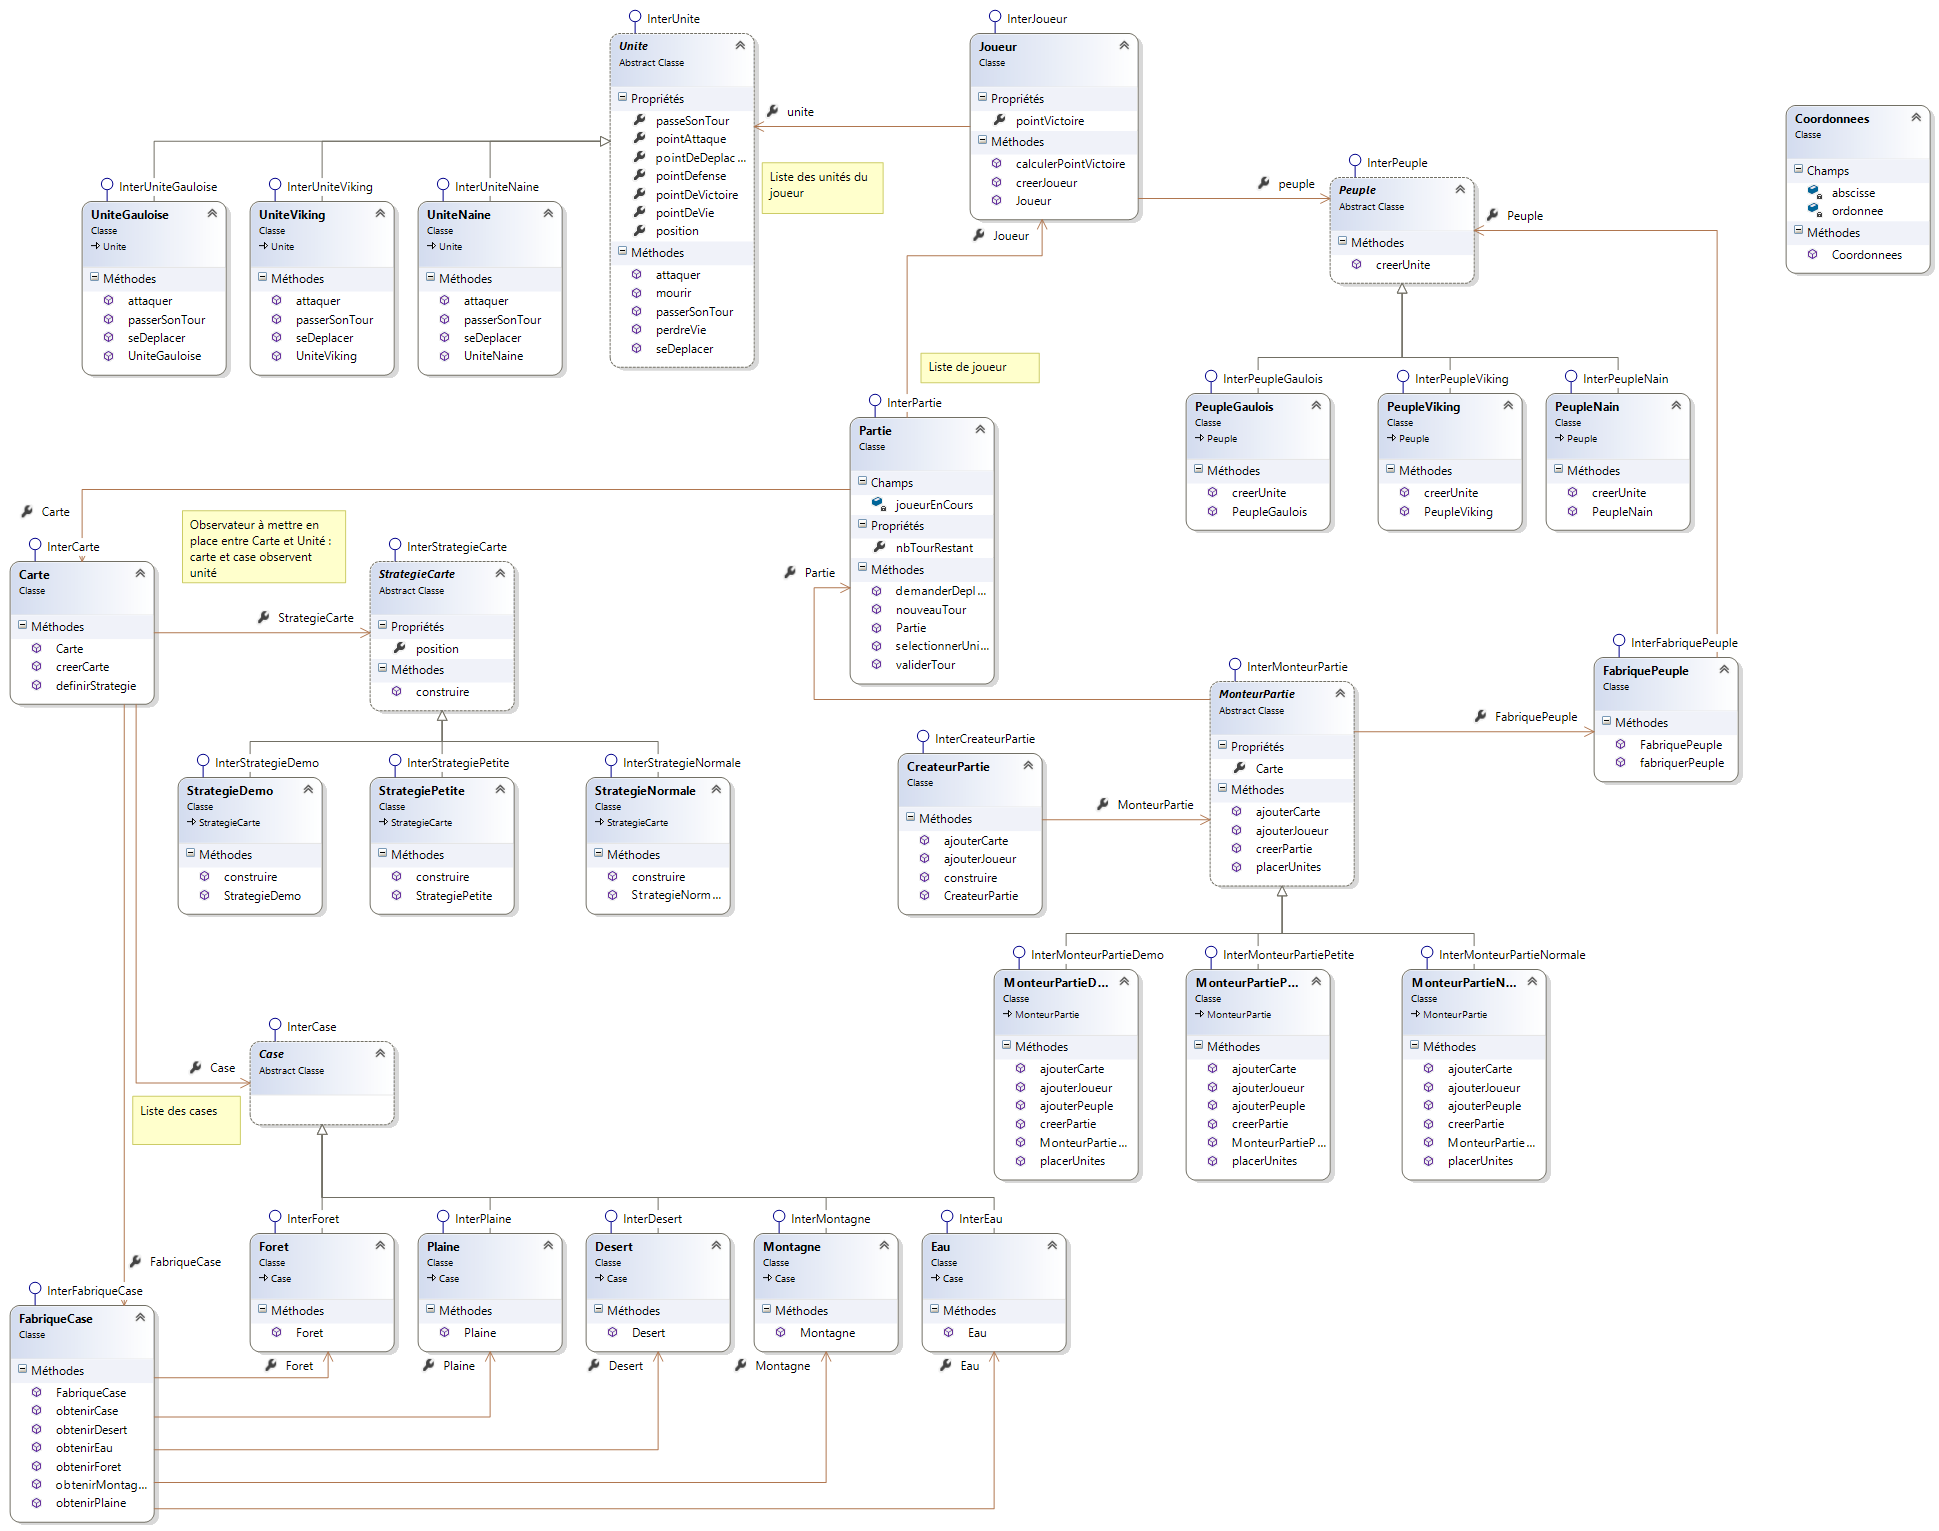 InterUnite
Unite
Abstract Classe
Propriétés
passeSonTour
pointAttaque
pointDeDeplac...
pointDefense
pointDeVictoire
pointDeVie
position
Méthodes
attaquer
mourir
passerSonTour
perdreVie
seDeplacer
unite
Liste des unités du
joueur
InterJoueur
Joueur
Classe
Propriétés
pointVictoire
Méthodes
calculerPointVictoire
creerJoueur
Joueur
Joueur
peuple
InterPeuple
Peuple
Abstract Classe
Méthodes
creerUnite
Peuple
Coordonnees
Classe
Champs
abscisse
ordonnee
Méthodes
Coordonnees
InterUniteGauloise
UniteGauloise
Classe
Unite
Méthodes
attaquer
passerSonTour
seDeplacer
UniteGauloise
InterUniteViking
UniteViking
Classe
Unite
Méthodes
attaquer
passerSonTour
seDeplacer
UniteViking
InterUniteNaine
UniteNaine
Classe
Unite
Méthodes
attaquer
passerSonTour
seDeplacer
UniteNaine
Liste de joueur
InterPartie
Partie
Classe
Champs
joueurEnCours
Propriétés
nbTourRestant
Méthodes
demanderDepl...
nouveauTour
Partie
selectionnerUni...
validerTour
Partie
InterPeupleGaulois
PeupleGaulois
Classe
Peuple
Méthodes
creerUnite
PeupleGaulois
InterPeupleViking
PeupleViking
Classe
Peuple
Méthodes
creerUnite
PeupleViking
InterPeupleNain
PeupleNain
Classe
Peuple
Méthodes
creerUnite
PeupleNain
Carte
InterCarte
Carte
Classe
Méthodes
Carte
creerCarte
definirStrategie
Observateur à mettre en
place entre Carte et Unité :
carte et case observent
unité
StrategieCarte
InterStrategieCarte
StrategieCarte
Abstract Classe
Propriétés
position
Méthodes
construire
InterStrategieDemo
StrategieDemo
Classe
StrategieCarte
Méthodes
construire
StrategieDemo
InterStrategiePetite
StrategiePetite
Classe
StrategieCarte
Méthodes
construire
StrategiePetite
InterStrategieNormale
StrategieNormale
Classe
StrategieCarte
Méthodes
construire
StrategieNorm...
InterCreateurPartie
CreateurPartie
Classe
Méthodes
ajouterCarte
ajouterJoueur
construire
CreateurPartie
MonteurPartie
InterMonteurPartie
MonteurPartie
Abstract Classe
Propriétés
Carte
Méthodes
ajouterCarte
ajouterJoueur
creerPartie
placerUnites
FabriquePeuple
InterFabriquePeuple
FabriquePeuple
Classe
Méthodes
FabriquePeuple
fabriquerPeuple
InterMonteurPartieDemo
MonteurPartieD...
Classe
MonteurPartie
Méthodes
ajouterCarte
ajouterJoueur
ajouterPeuple
creerPartie
MonteurPartie...
placerUnites
InterMonteurPartiePetite
MonteurPartieP...
Classe
MonteurPartie
Méthodes
ajouterCarte
ajouterJoueur
ajouterPeuple
creerPartie
MonteurPartieP...
placerUnites
InterMonteurPartieNormale
MonteurPartieN...
Classe
MonteurPartie
Méthodes
ajouterCarte
ajouterJoueur
ajouterPeuple
creerPartie
MonteurPartie...
placerUnites
Case
Liste des cases
InterCase
Case
Abstract Classe
InterForet
Foret
Classe
Case
Méthodes
Foret
Foret
InterPlaine
Plaine
Classe
Case
Méthodes
Plaine
Plaine
InterDesert
Desert
Classe
Case
Méthodes
Desert
Desert
InterMontagne
Montagne
Classe
Case
Méthodes
Montagne
Montagne
InterEau
Eau
Classe
Case
Méthodes
Eau
Eau
FabriqueCase
InterFabriqueCase
FabriqueCase
Classe
Méthodes
FabriqueCase
obtenirCase
obtenirDesert
obtenirEau
obtenirForet
obtenirMontag...
obtenirPlaine